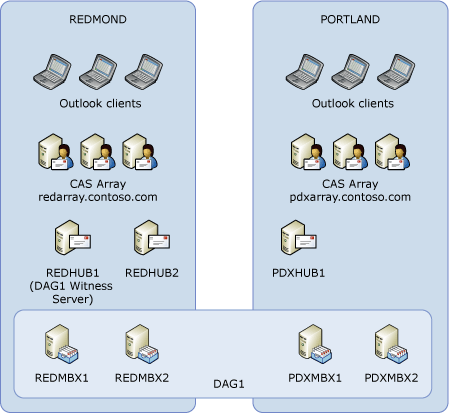 REDMOND
PORTLAND
Outlook clients
Outlook clients
CAS Array
redarray.contoso.com
CAS Array
pdxarray.contoso.com
REDHUB1
(DAG1 Witness
Server)
REDHUB2
PDXHUB1
REDMBX1
REDMBX2
DAG1
PDXMBX1
PDXMBX2